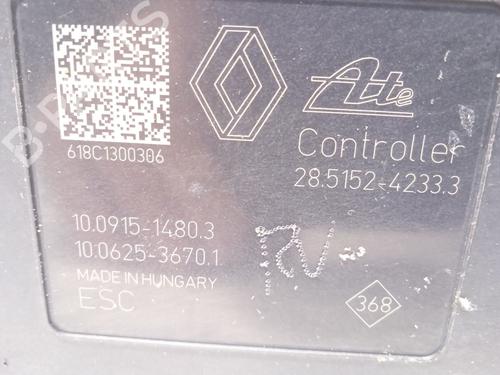 Ate
Controller
618C1300306
28.5152-4233.3
10.0915-1480.3
10.0625-3670.1
MADE IN HUNGARY
ESC
368